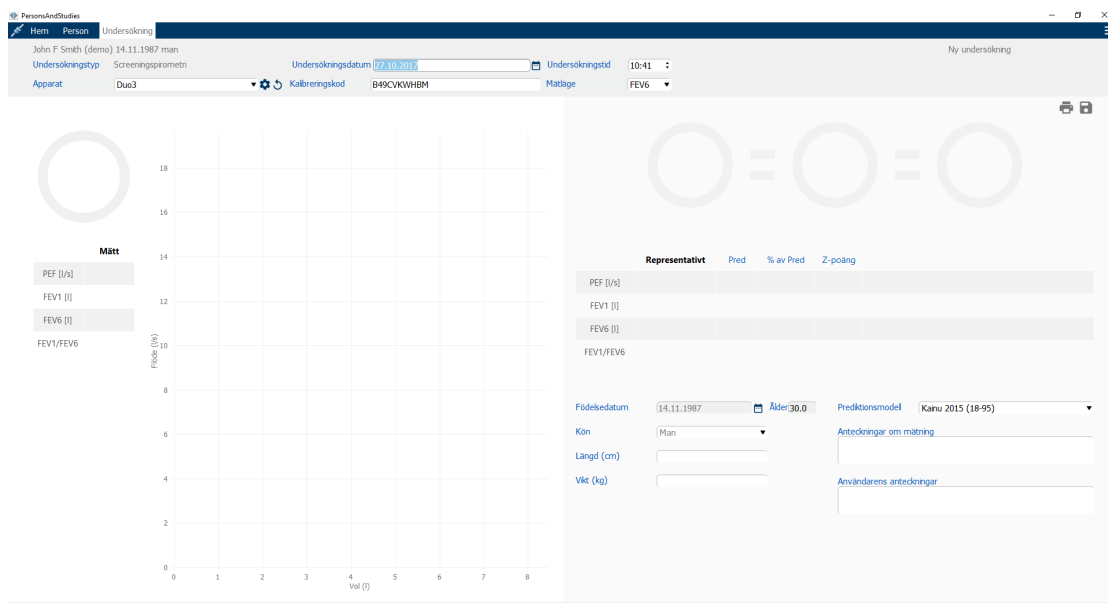 PersonsAndStudies
Hem Person Undersökning
John F Smith (demo) 14.11.1987 man Ny undersökning
Undersökningstyp Screeningspirometri Undersökningsdatum 27.10.2017 Undersökningstid 10:41
Apparat Duo3 Kalibreringskod B49CVKWHBM Mätläge FEV6
Mätt
PEF [l/s]
FEV1 [l]
FEV6 [l]
FEV1/FEV6
18
16
14
12
10
8
6
4
2
0
Flöde (l/s)
0 1 2 3 4 5 6 7 8
Vol (l)
Representativt Pred % av Pred Z-poäng
PEF [l/s]
FEV1 [l]
FEV6 [l]
FEV1/FEV6
Födelsedatum 14.11.1987 Ålder 30.0 Prediktionsmodell Kainu 2015 (18-95)
Kön Man Anteckningar om mätning
Längd (cm)
Vikt (kg) Användarens anteckningar